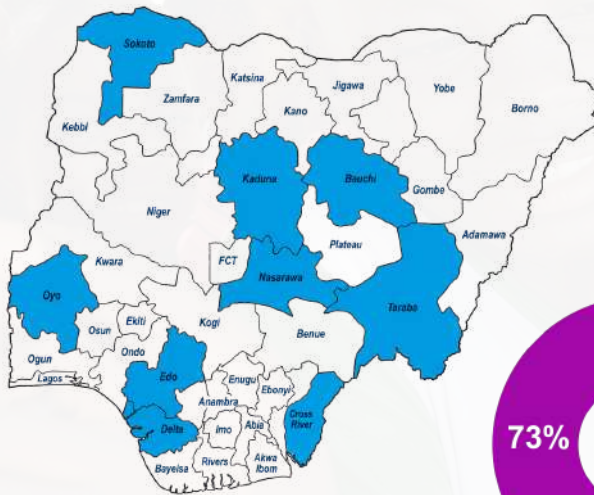 Sokoto
Katsina
Jigawa
Yobe
Borno
Zamfara
Kano
Kebbi
Kaduna
Bauchi
Gombe
Niger
Adamawa
Plateau
FCT
Kwara
Nasarawa
Taraba
Oyo
Kogi
Benue
Ekiti
Osun
Ondo
Ogun
Edo
Enugu
Lagos
Ebonyi
Anambra
Cross
River
Delta
Imo
Abia
73%
Akwa
Ibom
Rivers
Bayelsa